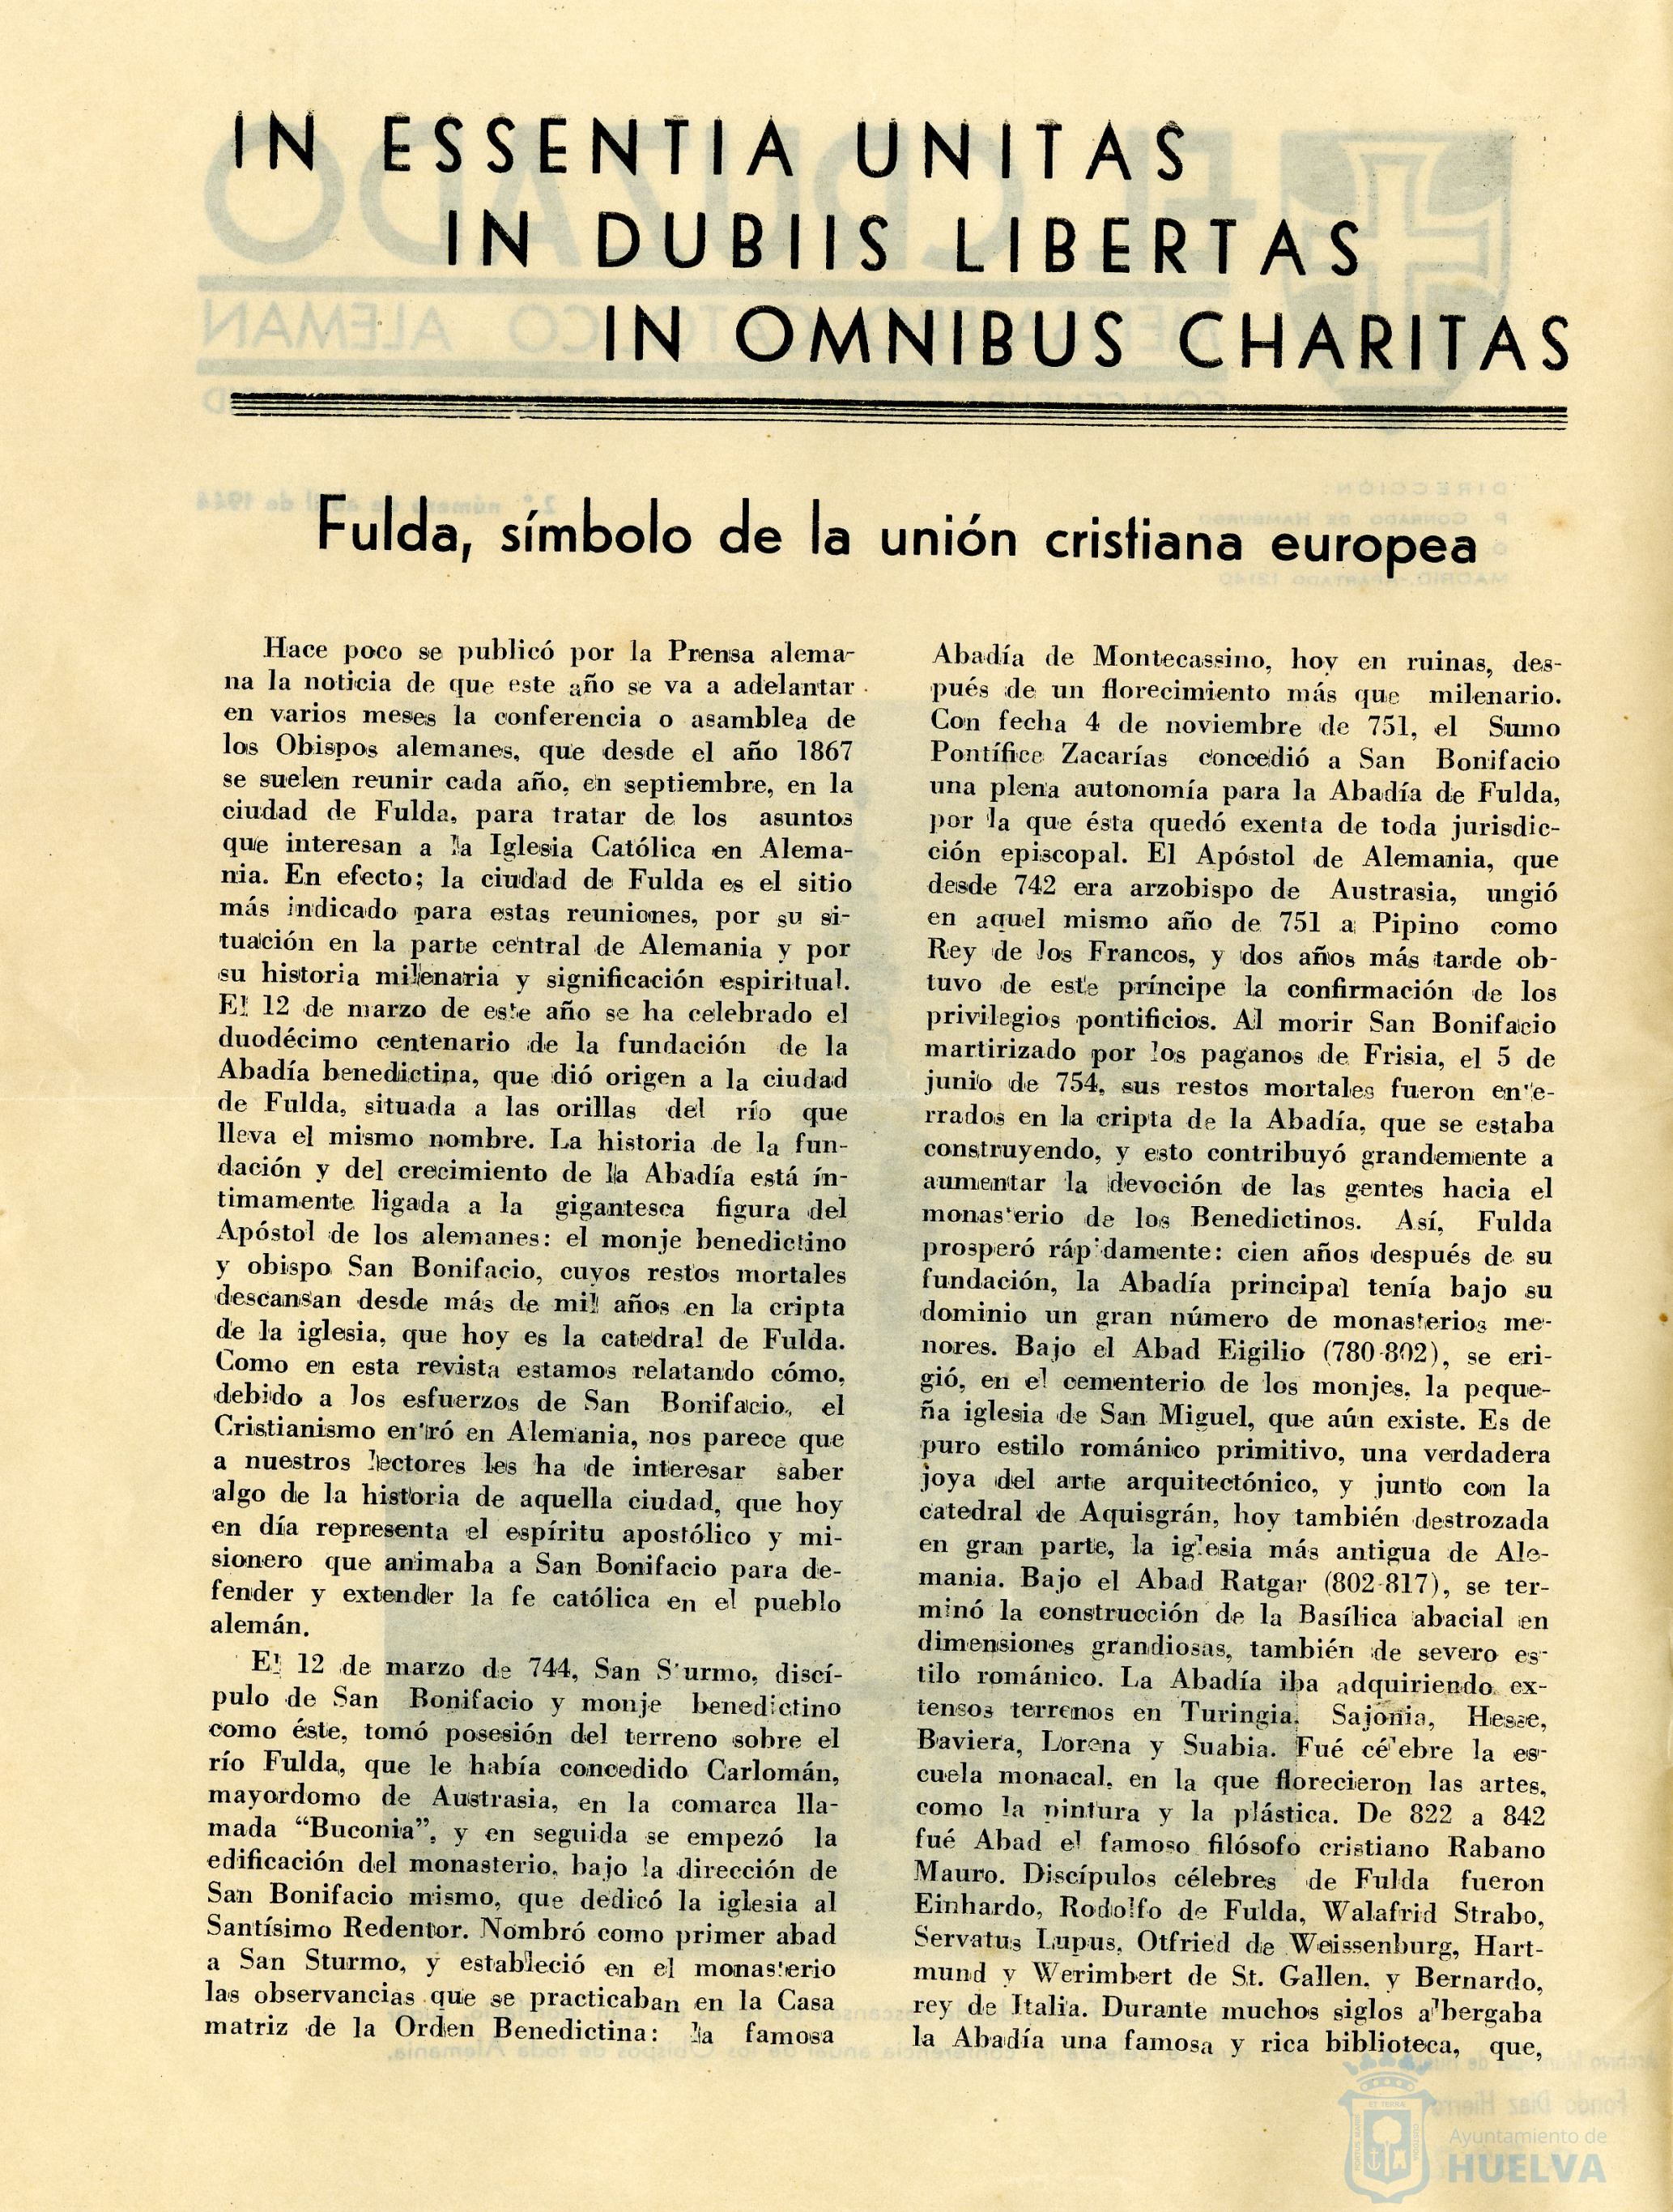 IN ESSENTIA UNITAS
IN DUBIIS LIBERTAS
IN OMNIBUS CHARITAS
Fulda, símbolo de la unión cristiana europea
Hace poco se publicó por la Prensa alema-
na la noticia de que este año se va a adelantar
en varios meses la conferencia o asamblea de
los Obispos alemanes, que desde el año 1867
se suelen reunir cada año, en septiembre, en la
ciudad de Fulda, para tratar de los asuntos
que interesan a la Iglesia Católica en Alema-
nia. En efecto; la ciudad de Fulda es el sitio
más indicado para estas reuniones, por su si-
tuación en la parte central de Alemania y por
su historia milenaria y significación espiritual.
El 12 de marzo de este año se ha celebrado el
duodécimo centenario de la fundación de la
Abadía benedictina, que dió origen a la ciudad
de Fulda, situada a las orillas del río que
lleva el mismo nombre. La historia de la fun-
dación y del crecimiento de la Abadía está ín-
timamente ligada a la gigantesca figura del
Apóstol de los alemanes: el monje benedictino
y obispo San Bonifacio, cuyos restos mortales
descansan desde más de mil años en la cripta
de la iglesia, que hoy es la catedral de Fulda.
Como en esta revista estamos relatando cómo,
debido a los esfuerzos de San Bonifacio, el
Cristianismo entró en Alemania, nos parece que
a nuestros lectores les ha de interesar saber
algo de la historia de aquella ciudad, que hoy
en día representa el espíritu apostólico y mi-
sionero que animaba a San Bonifacio para de-
fender y extender la fe católica en el pueblo
alemán.
El 12 de marzo de 744, San Sturmo, discí-
pulo de San Bonifacio y monje benedictino
como éste, tomó posesión del terreno sobre el
río Fulda, que le había concedido Carlomán,
mayordomo de Austrasia, en la comarca lla-
mada “Buconia”, y en seguida se empezó la
edificación del monasterio, bajo la dirección de
San Bonifacio mismo, que dedicó la iglesia al
Santísimo Redentor. Nombró como primer abad
a San Sturmo, y estableció en el monasterio
las observancias que se practicaban en la Casa
matriz de la Orden Benedictina: la famosa
Abadía de Montecassino, hoy en ruinas, des-
pués de un florecimiento más que milenario.
Con fecha 4 de noviembre de 751, el Sumo
Pontífice Zacarías concedió a San Bonifacio
una plena autonomía para la Abadía de Fulda,
por la que ésta quedó exenta de toda jurisdic-
ción episcopal. El Apóstol de Alemania, que
desde 742 era arzobispo de Austrasia, ungió
en aquel mismo año de 751 a Pipino como
Rey de los Francos, y dos años más tarde ob-
tuvo de este príncipe la confirmación de los
privilegios pontificios. Al morir San Bonifacio
martirizado por los paganos de Frisia, el 5 de
junio de 754, sus restos mortales fueron ente-
rrados en la cripta de la Abadía, que se estaba
construyendo, y esto contribuyó grandemente a
aumentar la devoción de las gentes hacia el
monasterio de los Benedictinos. Así, Fulda
prosperó rápidamente: cien años después de su
fundación, la Abadía principal tenía bajo su
dominio un gran número de monasterios me-
nores. Bajo el Abad Eigilio (780-802), se eri-
gió, en el cementerio de los monjes, la peque-
ña iglesia de San Miguel, que aún existe. Es de
puro estilo románico primitivo, una verdadera
joya del arte arquitectónico, y junto con la
catedral de Aquisgrán, hoy también destrozada
en gran parte, la iglesia más antigua de Ale-
mania. Bajo el Abad Ratgar (802-817), se ter-
minó la construcción de la Basílica abacial en
dimensiones grandiosas, también de severo es-
tilo románico. La Abadía iba adquiriendo ex-
tensos terrenos en Turingia, Sajonia, Hesse,
Baviera, Lorena y Suabia. Fué célebre la es-
cuela monacal, en la que florecieron las artes,
como la pintura y la plástica. De 822 a 842
fué Abad el famoso filósofo cristiano Rabano
Mauro. Discípulos célebres de Fulda fueron
Einhardo, Rodolfo de Fulda, Walafrid Strabo,
Servatus Lupus, Otfried de Weissenburg, Hart-
mund y Werimbert de St. Gallen, y Bernardo,
rey de Italia. Durante muchos siglos albergaba
la Abadía una famosa y rica biblioteca, que,
Ayuntamiento de
HUELVA